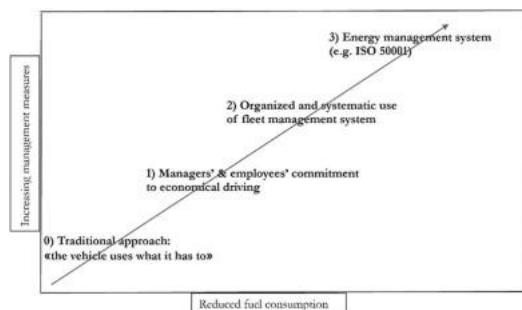 3) Energy management system
(e.g. ISO 50001)
2) Organized and systematic use
of fleet management system
1) Managers' & employees' commitment
to economical driving
0) Traditional approach:
«the vehicle uses what it has to»
Increasing management measures
Reduced fuel consumption